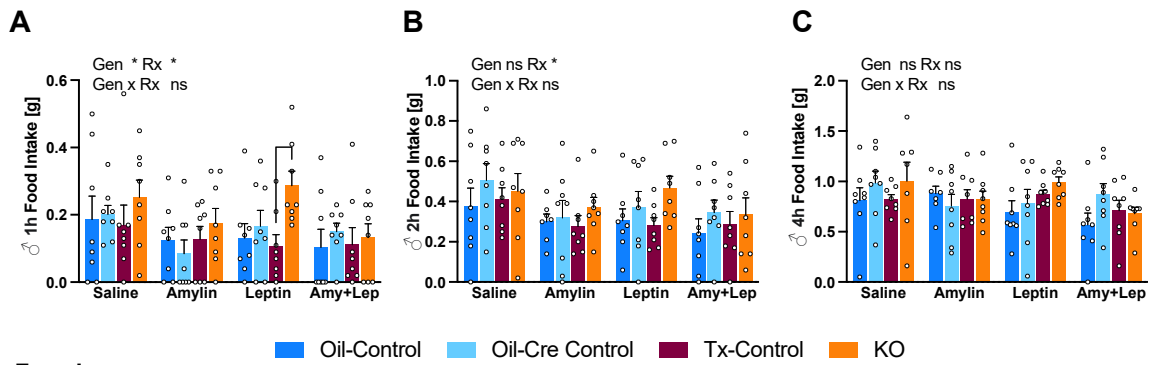 A
Gen * Rx *
Gen x Rx ns
♂ 1h Food Intake [g]
0.6
0.4
0.2
0.0
Saline Amylin Leptin Amy+Lep
B
Gen ns Rx *
Gen x Rx ns
♂ 2h Food Intake [g]
1.0
0.8
0.6
0.4
0.2
0.0
Saline Amylin Leptin Amy+Lep
C
Gen ns Rx ns
Gen x Rx ns
♂ 4h Food Intake [g]
2.0
1.5
1.0
0.5
0.0
Saline Amylin Leptin Amy+Lep
Oil-Control Oil-Cre Control Tx-Control KO